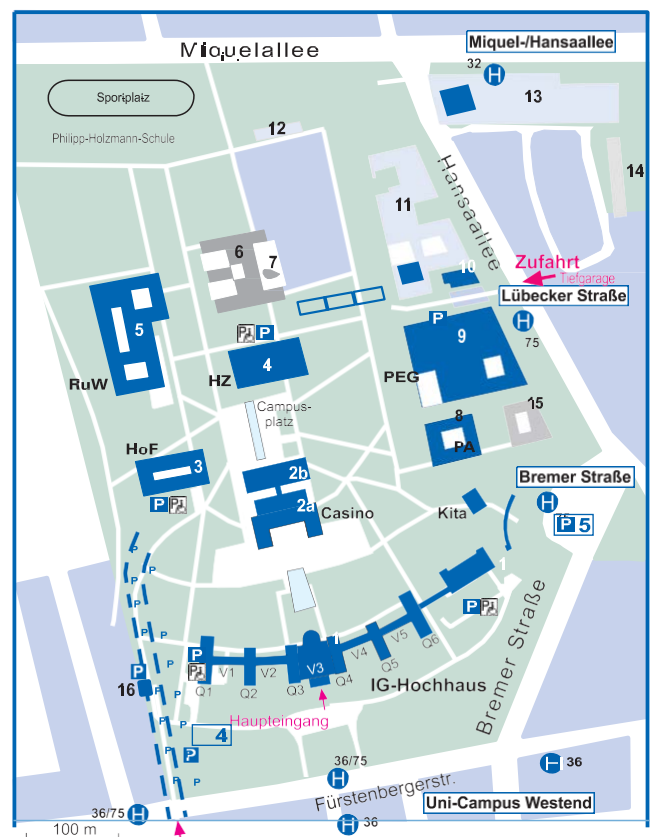 Miquelallee
Miquel-/Hansaallee
32
H
13
Sportplatz
Philipp-Holzmann-Schule
12
14
Hansaallee
11
6
7
10
Zufahrt
Tiefgarage
Lübecker Straße
H
75
5
P
P
9
4
RuW
HZ
PEG
Campus-
platz
8
15
PA
HoF
3
2b
Bremer Straße
P
2a
Casino
Kita
H
P 5
1
P
Bremer Straße
P
V1
V2
V3
V4
V5
Q1
Q2
Q3
Q4
Q5
Q6
P
16
IG-Hochhaus
Haupteingang
4
P
36/75
H
H 36
Fürstenbergerstr.
Uni-Campus Westend
36/75
H
H
36
100 m